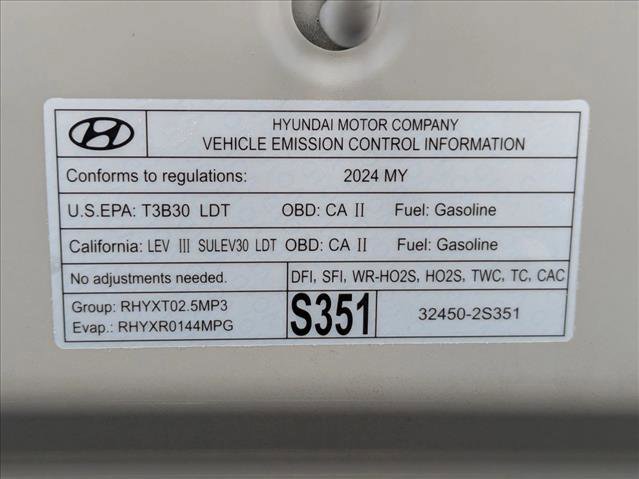 HYUNDAI MOTOR COMPANY
VEHICLE EMISSION CONTROL INFORMATION
Conforms to regulations: 2024 MY
U.S.EPA: T3B30 LDT OBD: CA II Fuel: Gasoline
California: LEV III SULEV30 LDT OBD: CA II Fuel: Gasoline
No adjustments needed. DFI, SFI, WR-HO2S, HO2S, TWC, TC, CAC
Group: RHYXT02.5MP3
Evap.: RHYXR0144MPG
S351
32450-2S351